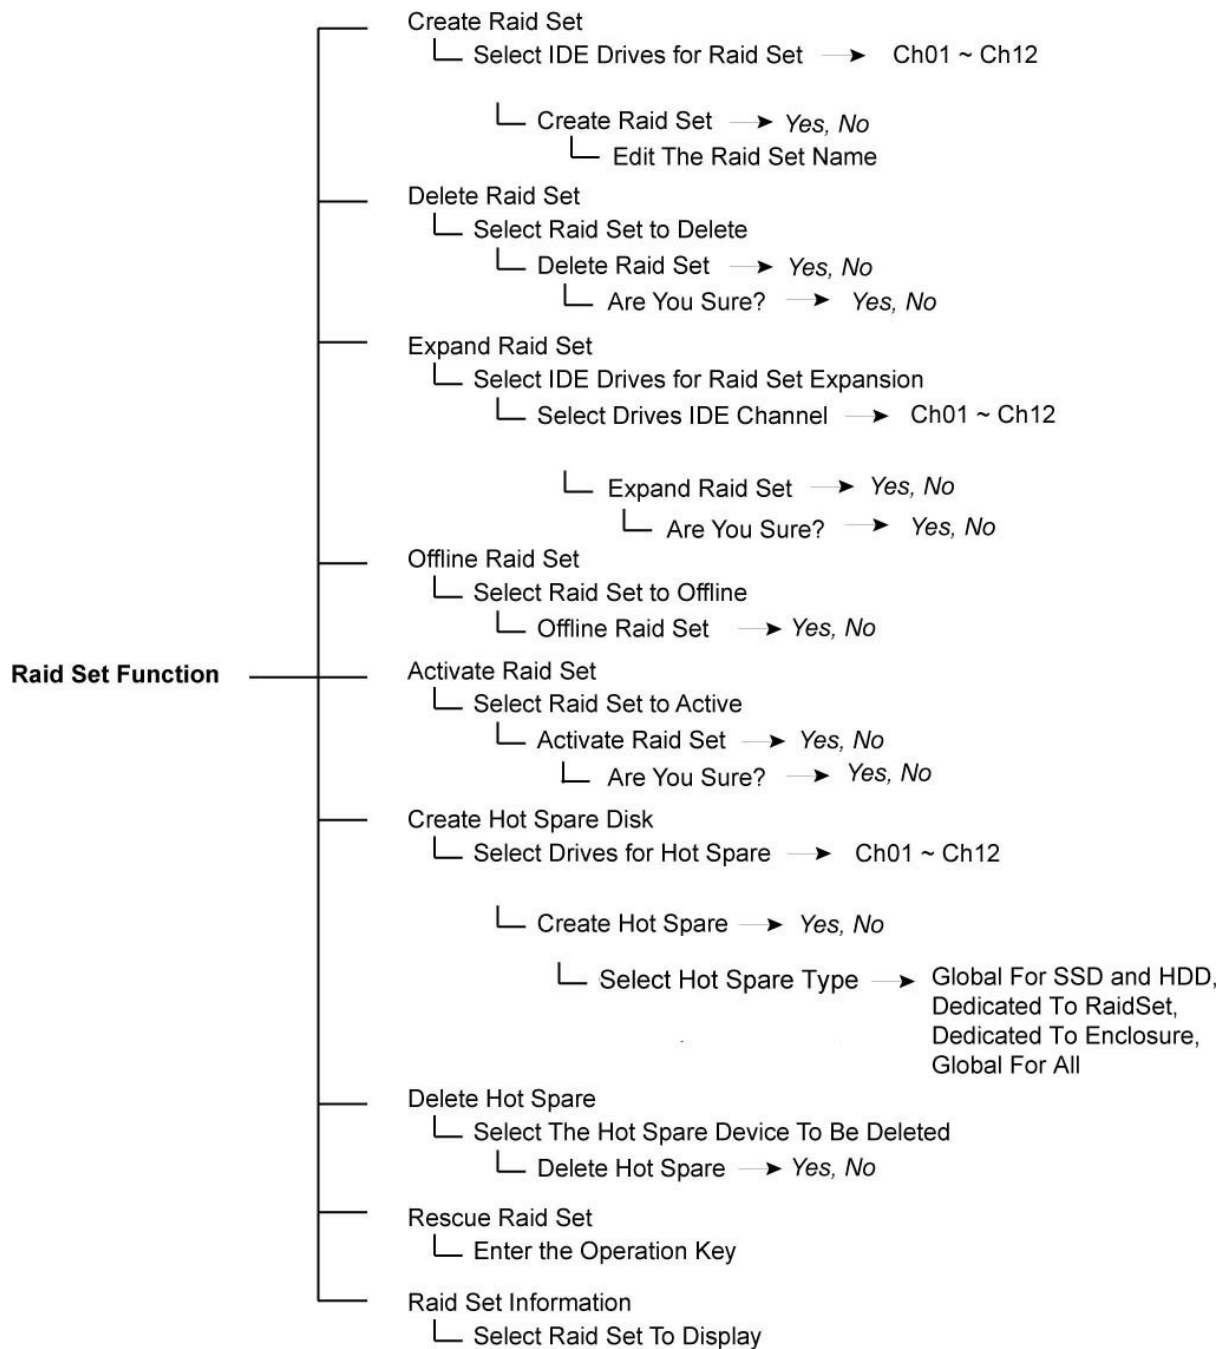 Create Raid Set
Select IDE Drives for Raid Set Ch01 ~ Ch12
Create Raid Set Yes, No
Edit The Raid Set Name
Delete Raid Set
Select Raid Set to Delete
Delete Raid Set Yes, No
Are You Sure? Yes, No
Expand Raid Set
Select IDE Drives for Raid Set Expansion
Select Drives IDE Channel Ch01 ~ Ch12
Expand Raid Set Yes, No
Are You Sure? Yes, No
Offline Raid Set
Select Raid Set to Offline
Offline Raid Set Yes, No
Raid Set Function
Activate Raid Set
Select Raid Set to Active
Activate Raid Set Yes, No
Are You Sure? Yes, No
Create Hot Spare Disk
Select Drives for Hot Spare Ch01 ~ Ch12
Create Hot Spare Yes, No
Select Hot Spare Type Global For SSD and HDD,
Dedicated To RaidSet,
Dedicated To Enclosure,
Global For All
Delete Hot Spare
Select The Hot Spare Device To Be Deleted
Delete Hot Spare Yes, No
Rescue Raid Set
Enter the Operation Key
Raid Set Information
Select Raid Set To Display